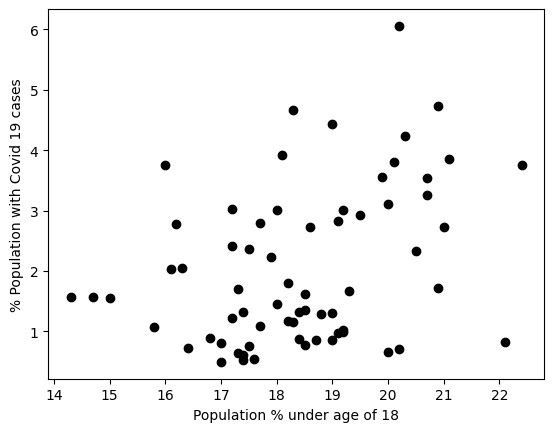 6
5
4
3
2
1
% Population with Covid 19 cases
14 15 16 17 18 19 20 21 22
Population % under age of 18